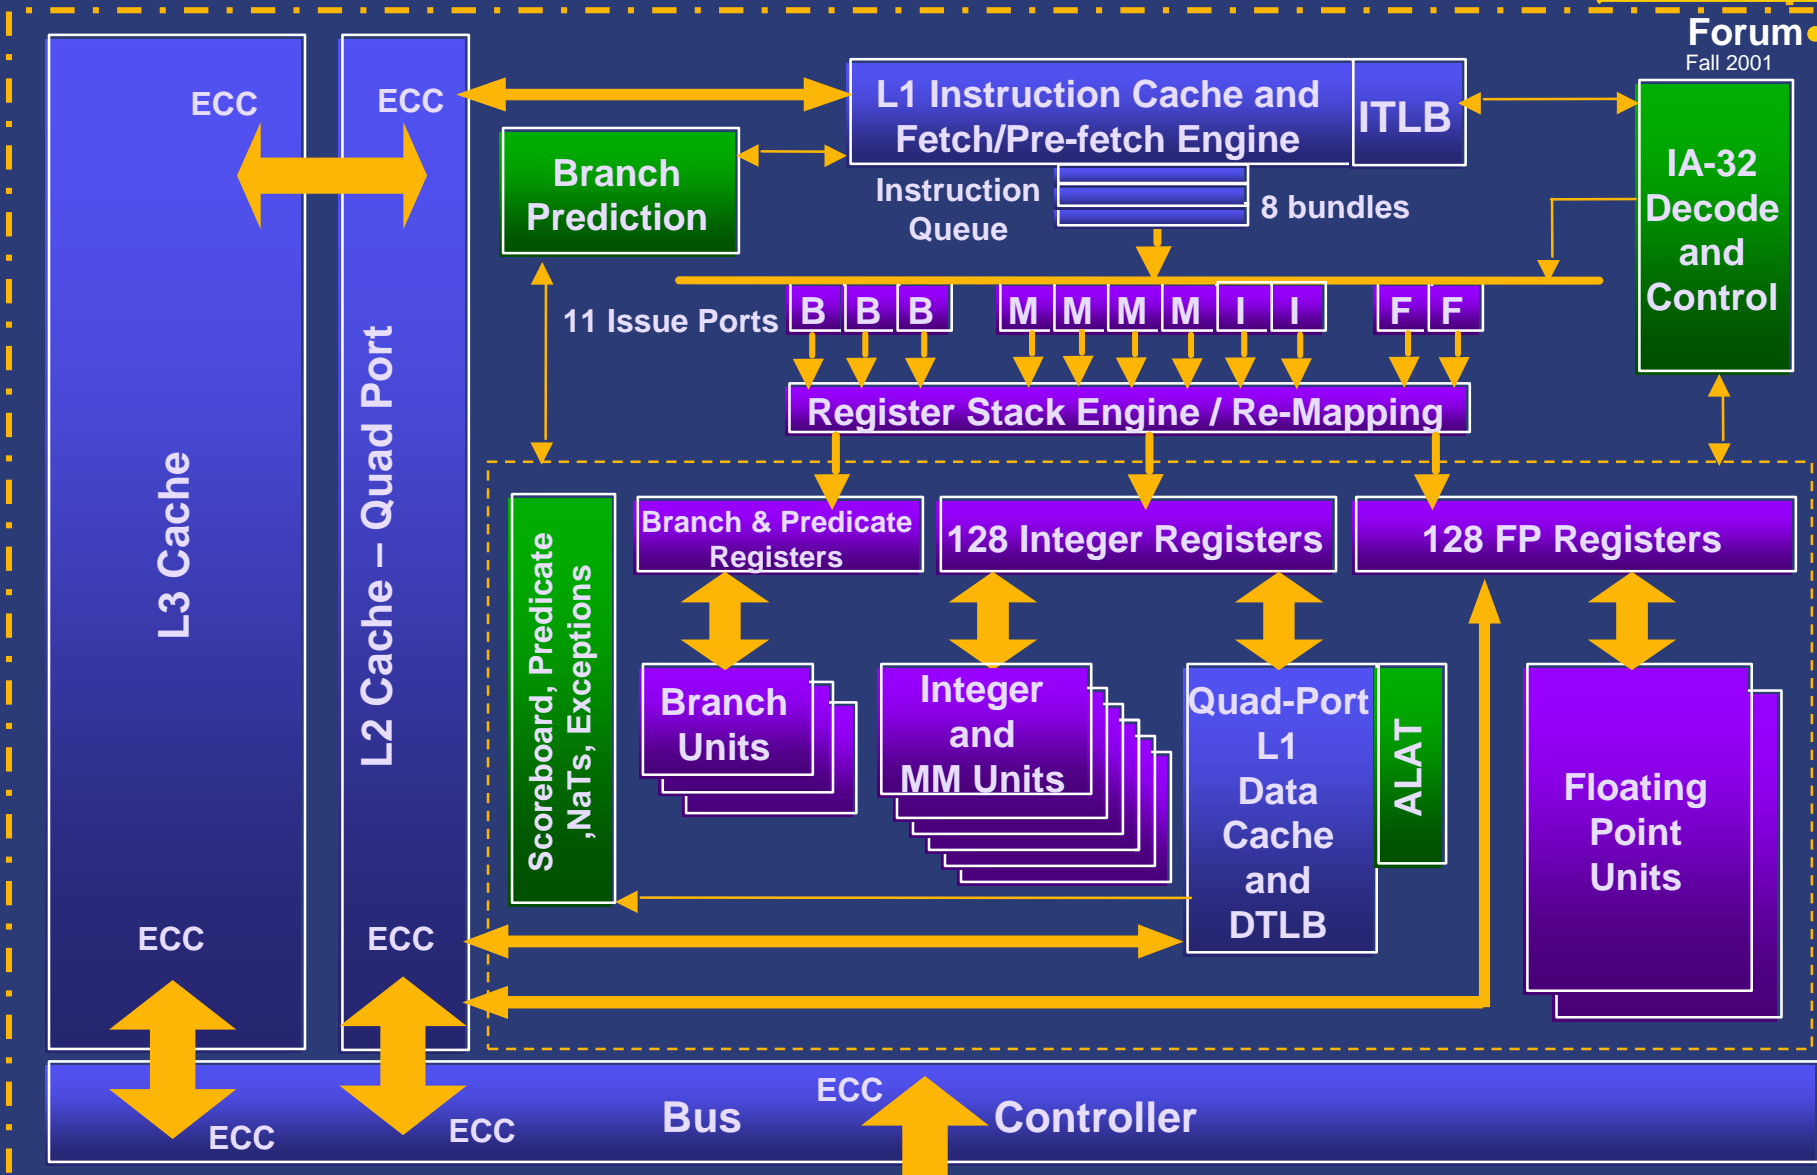 Forum
Fall 2001
ECC
ECC
L1 Instruction Cache and
Fetch/Pre-fetch Engine
ITLB
Branch
Prediction
Instruction
Queue
8 bundles
IA-32
Decode
and
Control
11 Issue Ports
B B B M M M M I I F F
Register Stack Engine / Re-Mapping
L3 Cache
L2 Cache – Quad Port
Scoreboard, Predicate
,NaTs, Exceptions
Branch & Predicate
Registers
128 Integer Registers
128 FP Registers
Branch
Units
Integer
and
MM Units
Quad-Port
L1
Data
Cache
and
DTLB
ALAT
Floating
Point
Units
ECC
ECC
ECC
ECC
ECC
Bus Controller